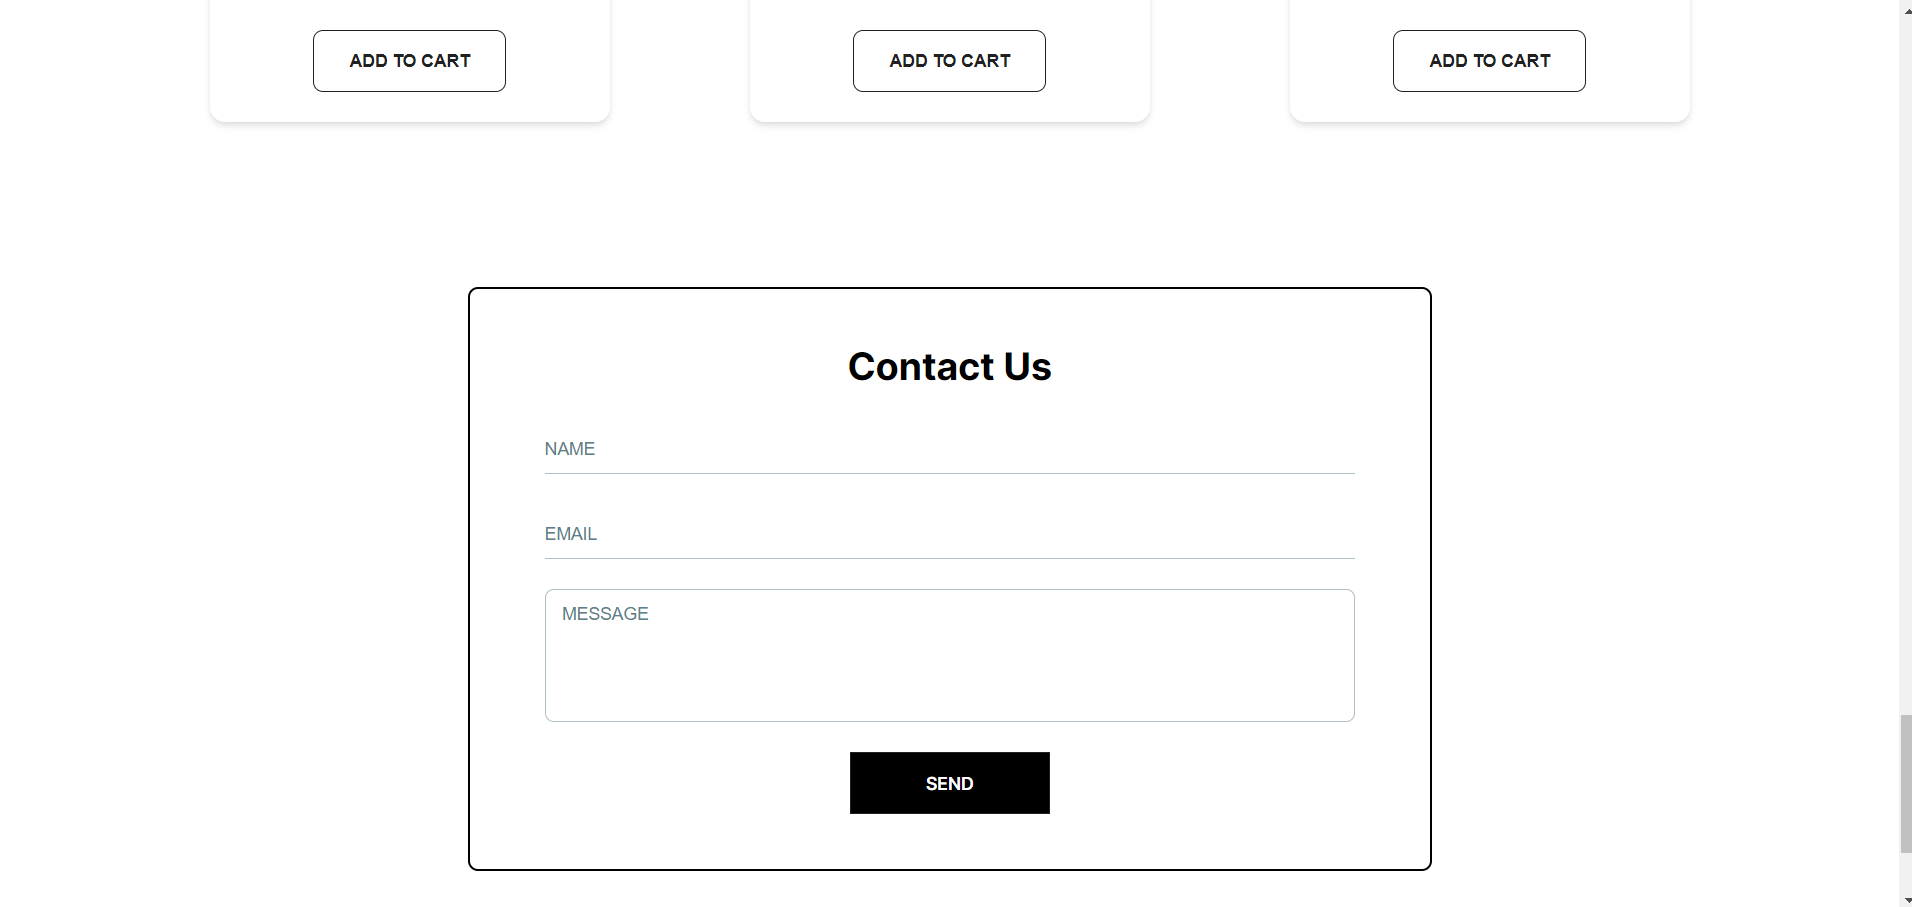 ADD TO CART ADD TO CART ADD TO CART
Contact Us
NAME
EMAIL
MESSAGE
SEND